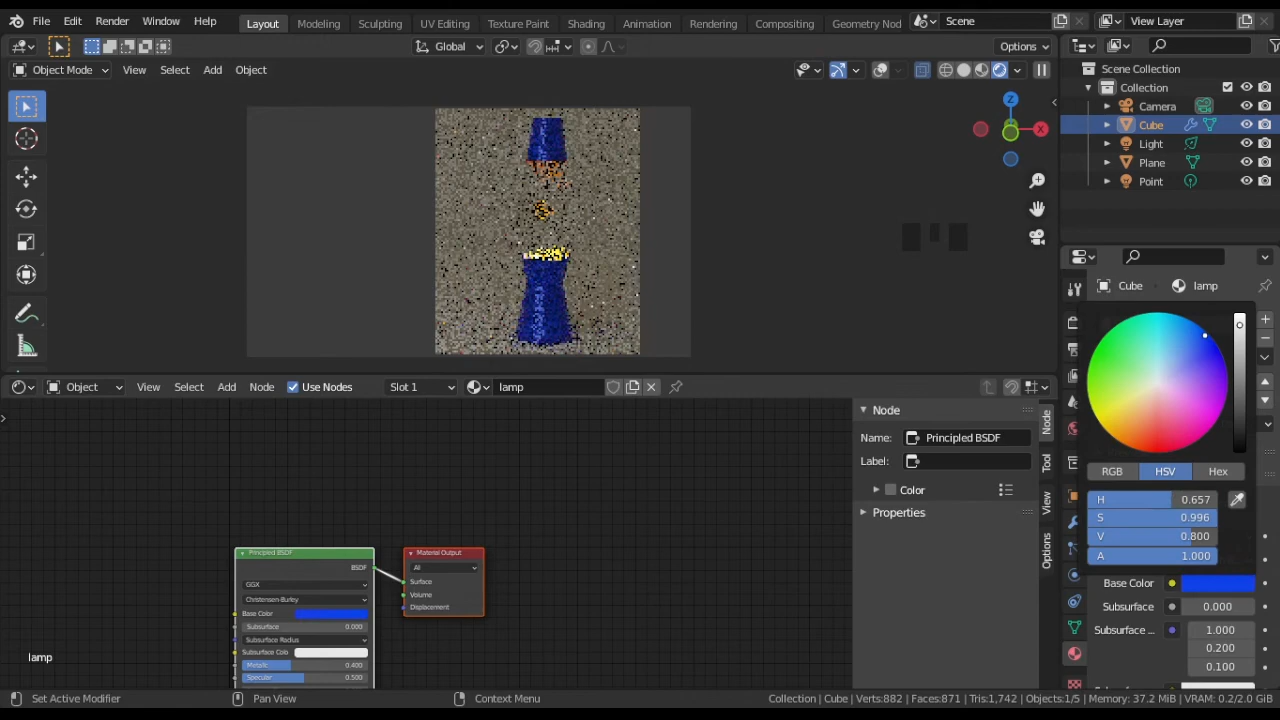 File Edit Render Window Help Layout Modeling Sculpting UV Editing Texture Paint Shading Animation Rendering Compositing Geometry Nod Scene View Layer
Global Options
Object Mode View Select Add Object
Scene Collection
Collection
Camera
Cube
Light
Plane
Point
Z
X
Cube lamp
RGB HSV Hex
H 0.657
S 0.996
V 0.800
A 1.000
Base Color
Subsurface 0.000
Subsurface ... 1.000
0.200
0.100
Object View Select Add Node Use Nodes Slot 1 lamp
Node
Name: Principled BSDF
Label:
Color
Properties
Node
Tool
View
Options
Principled BSDF
BSDF
GGX
Christensen-Burley
Base Color
Subsurface 0.000
Subsurface Radius
Subsurface Colo
Metallic 0.400
Specular 0.500
Material Output
All
Surface
Volume
Displacement
lamp
Set Active Modifier Pan View Context Menu Collection | Cube | Verts:882 | Faces:871 | Tris:1,742 | Objects:1/5 | Memory: 37.2 MiB | VRAM: 0.2/2.0 GiB